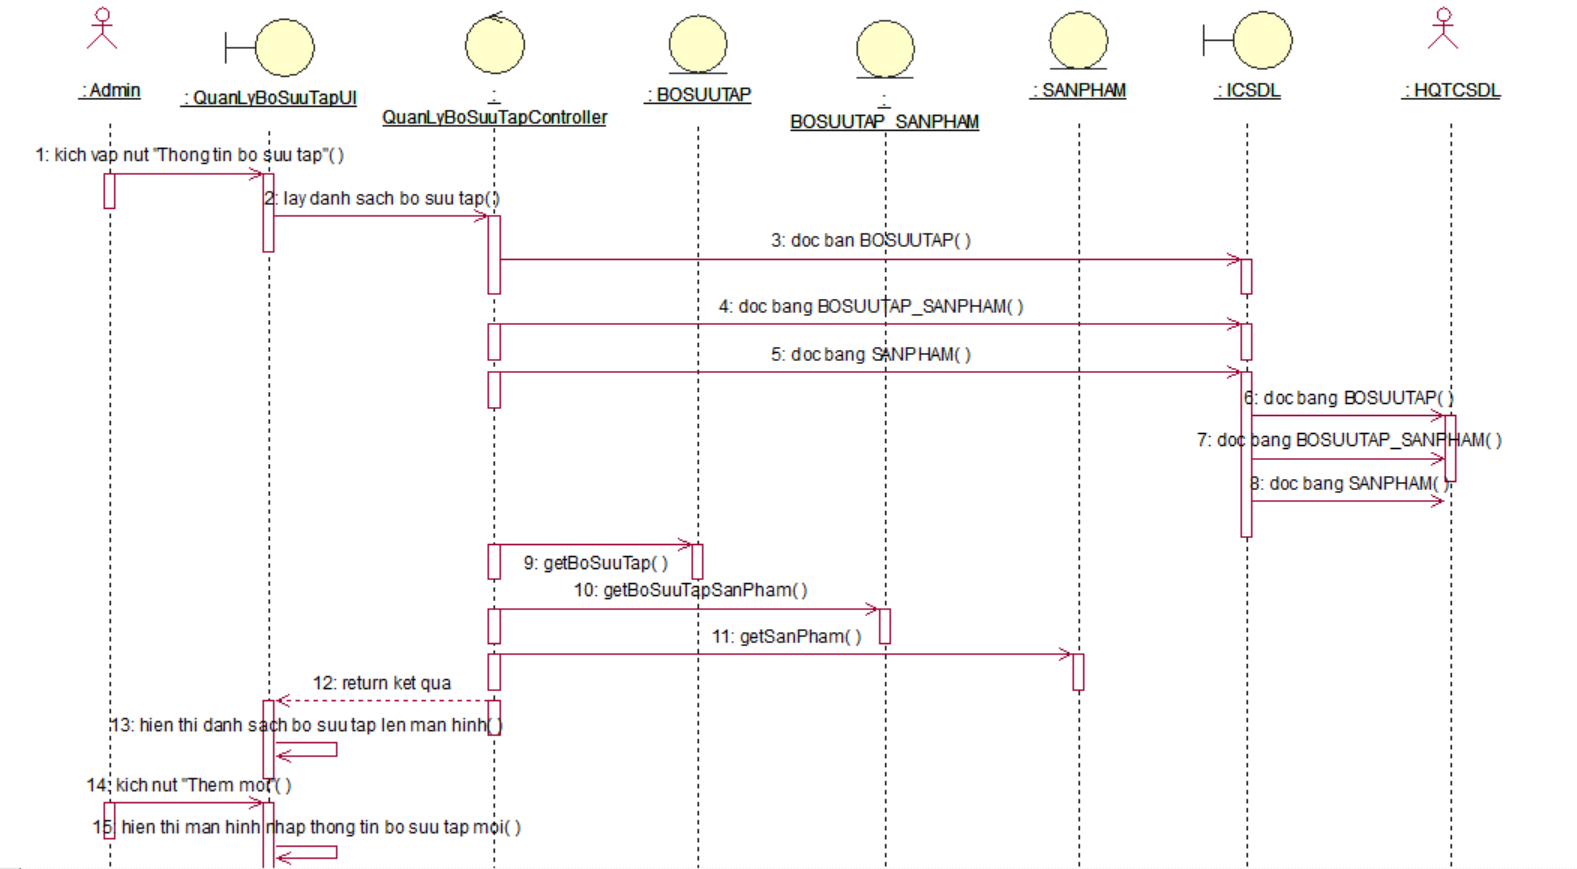 : Admin
: QuanLyBoSuuTapUI
:
QuanLyBoSuuTapController
: BOSUUTAP
:
BOSUUTAP_SANPHAM
: SANPHAM
: ICSDL
: HQTCSDL
1: kich vao nut "Thong tin bo suu tap"( )
2: lay danh sach bo suu tap( )
3: doc ban BOSUUTAP( )
4: doc bang BOSUUTAP_SANPHAM( )
5: doc bang SANPHAM( )
6: doc bang BOSUUTAP( )
7: doc bang BOSUUTAP_SANPHAM( )
8: doc bang SANPHAM( )
9: getBoSuuTap( )
10: getBoSuuTapSanPham( )
11: getSanPham( )
12: return ket qua
13: hien thi danh sach bo suu tap len man hinh( )
14: kich nut "Them moi"( )
15: hien thi man hinh nhap thong tin bo suu tap moi( )